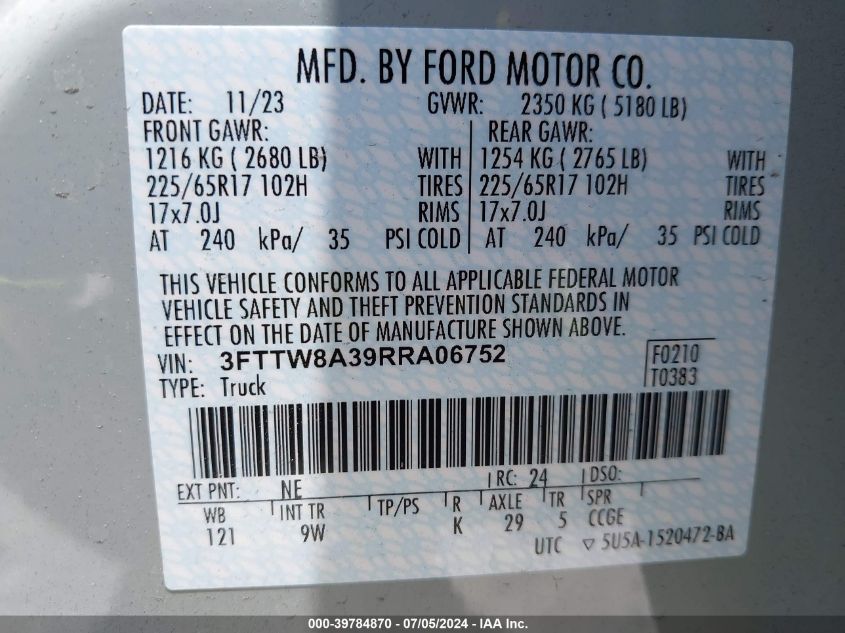 MFD. BY FORD MOTOR CO.
DATE: 11/23 GVWR: 2350 KG ( 5180 LB)
FRONT GAWR: REAR GAWR:
1216 KG ( 2680 LB) WITH 1254 KG ( 2765 LB) WITH
225/65R17 102H TIRES 225/65R17 102H TIRES
17x7.0J RIMS 17x7.0J RIMS
AT 240 kPa/ 35 PSI COLD AT 240 kPa/ 35 PSI COLD
THIS VEHICLE CONFORMS TO ALL APPLICABLE FEDERAL MOTOR
VEHICLE SAFETY AND THEFT PREVENTION STANDARDS IN
EFFECT ON THE DATE OF MANUFACTURE SHOWN ABOVE.
VIN: 3FTTW8A39RRA06752 F0210
TYPE: Truck T0383
EXT PNT: NE RC: 24 DSO:
WB INT TR TP/PS R AXLE TR SPR
121 9W K 29 5 CCGE
UTC ▽ 5U5A-1520472-BA
000-39784870 - 07/05/2024 - IAA Inc.